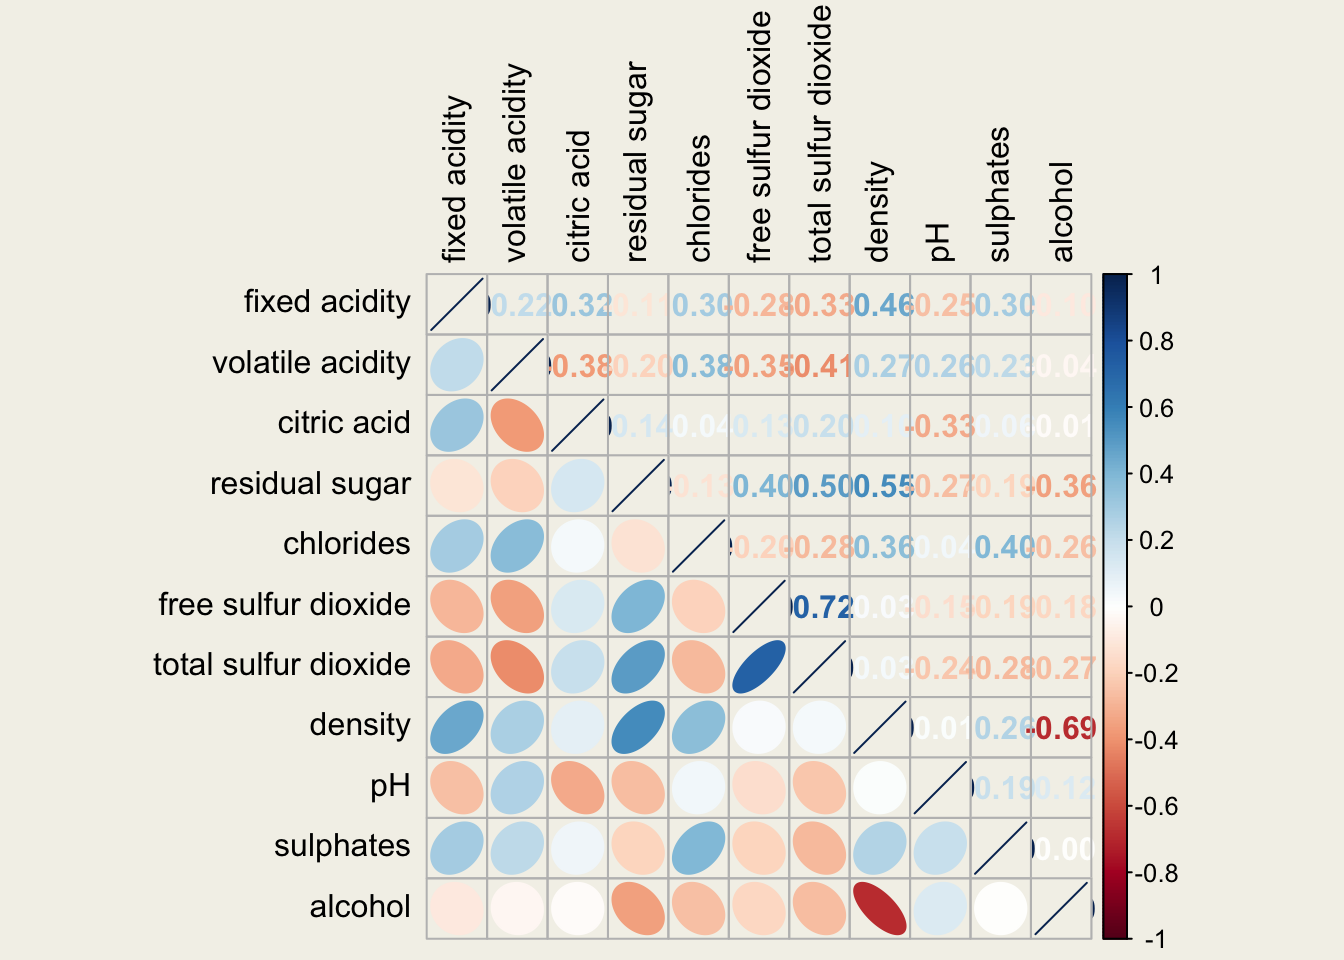 fixed acidity
volatile acidity
citric acid
residual sugar
chlorides
free sulfur dioxide
total sulfur dioxide
density
pH
sulphates
alcohol
fixed acidity 0.22 0.32 -0.11 0.30 -0.28 -0.33 0.46 -0.25 0.30
volatile acidity -0.38 -0.20 0.38 -0.35 -0.41 0.27 0.26 0.23 -0.04
citric acid 0.14 0.04 0.13 0.20 -0.33 0.06 -0.01
residual sugar -0.13 0.40 0.50 0.55 -0.27 -0.19 -0.36
chlorides -0.20 -0.28 0.36 0.04 0.40 -0.26
free sulfur dioxide 0.72 0.03 -0.15 -0.19 -0.18
total sulfur dioxide 0.03 -0.24 -0.28 -0.27
density 0.01 0.26 -0.69
pH 0.19 0.12
sulphates 0.00
alcohol
1
0.8
0.6
0.4
0.2
0
-0.2
-0.4
-0.6
-0.8
-1